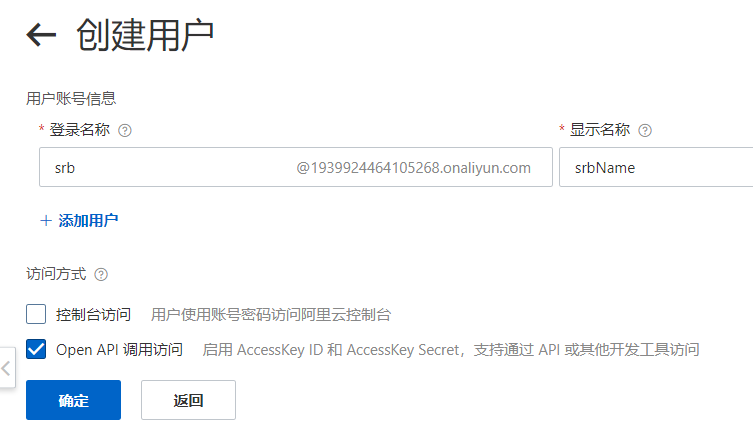 ← 创建用户
用户账号信息
* 登录名称 * 显示名称
srb @1939924464105268.onaliyun.com srbName
+ 添加用户
访问方式
控制台访问 用户使用账号密码访问阿里云控制台
Open API 调用访问 启用 AccessKey ID 和 AccessKey Secret，支持通过 API 或其他开发工具访问
确定 返回